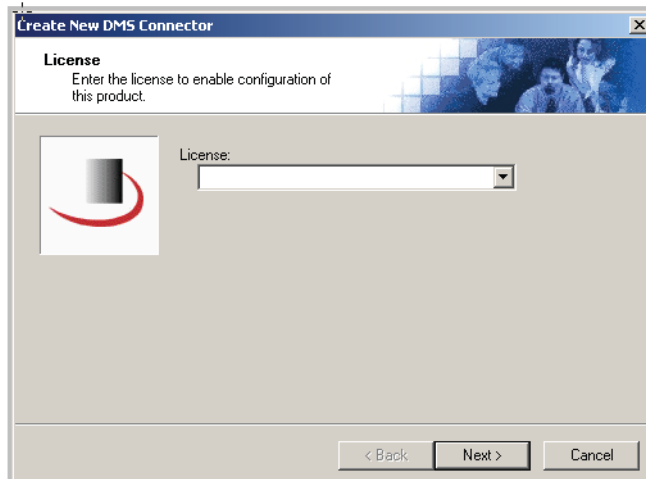 Create New DMS Connector
License
Enter the license to enable configuration of
this product.
License:
< Back
Next >
Cancel